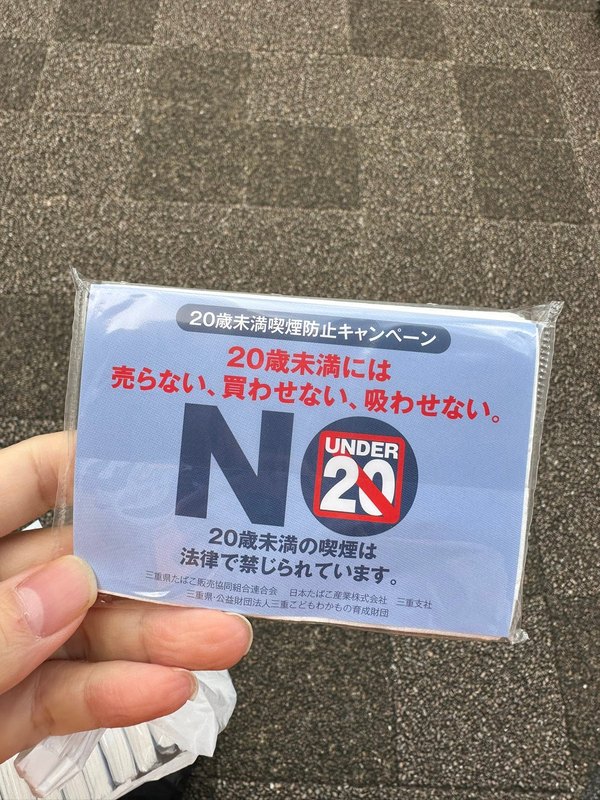 20歳未満喫煙防止キャンペーン
20歳未満には
売らない、買わせない、吸わせない。
NO
UNDER
20
20歳未満の喫煙は
法律で禁じられています。
三重県たばこ販売協同組合連合会 日本たばこ産業株式会社 三重支社
三重県・公益財団法人三重こどもわかもの育成財団